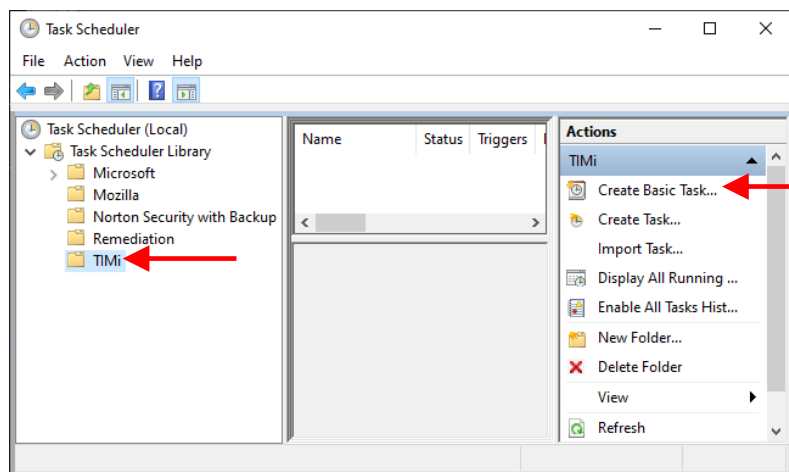 Task Scheduler
File Action View Help
Task Scheduler (Local)
Task Scheduler Library
Microsoft
Mozilla
Norton Security with Backup
Remediation
TIMi
Name Status Triggers
Actions
TIMi
Create Basic Task...
Create Task...
Import Task...
Display All Running ...
Enable All Tasks Hist...
New Folder...
Delete Folder
View
Refresh